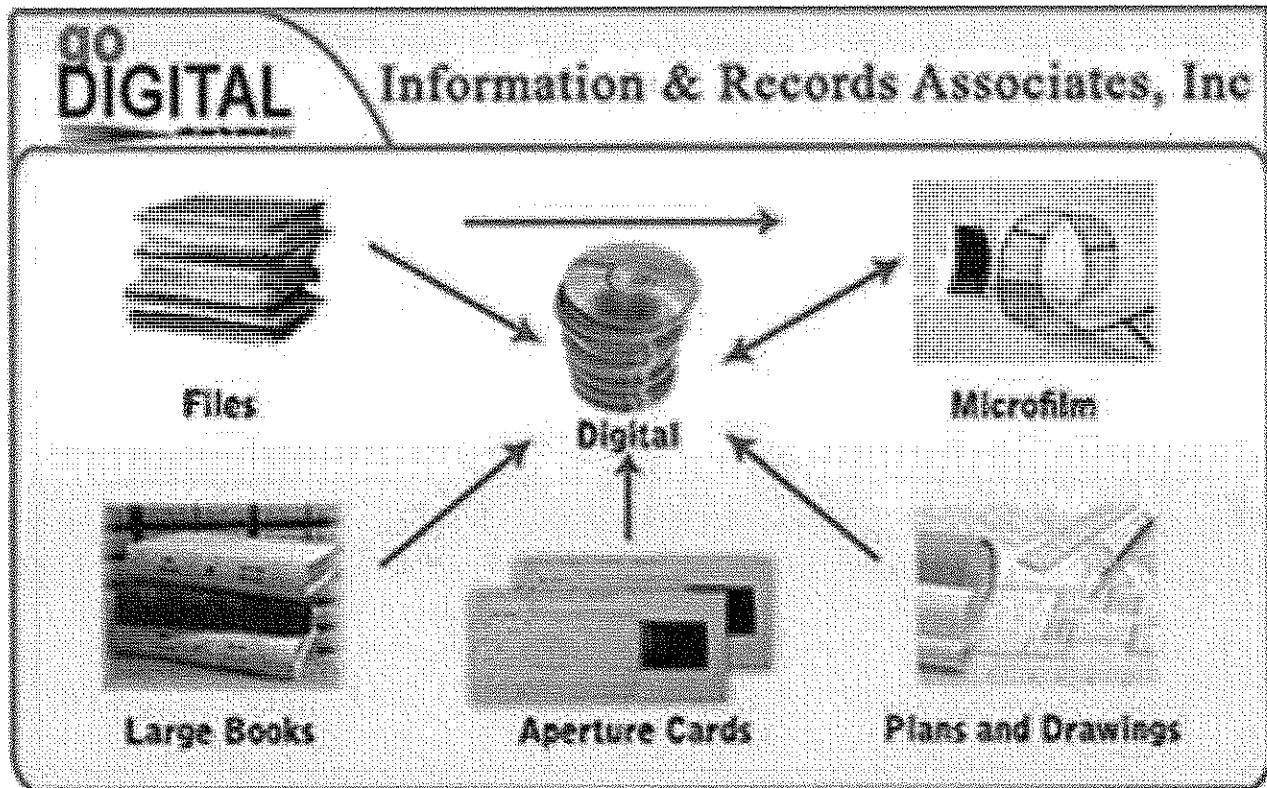 go
DIGITAL
Information & Records Associates, Inc
Files
Digital
Microfilm
Large Books
Aperture Cards
Plans and Drawings